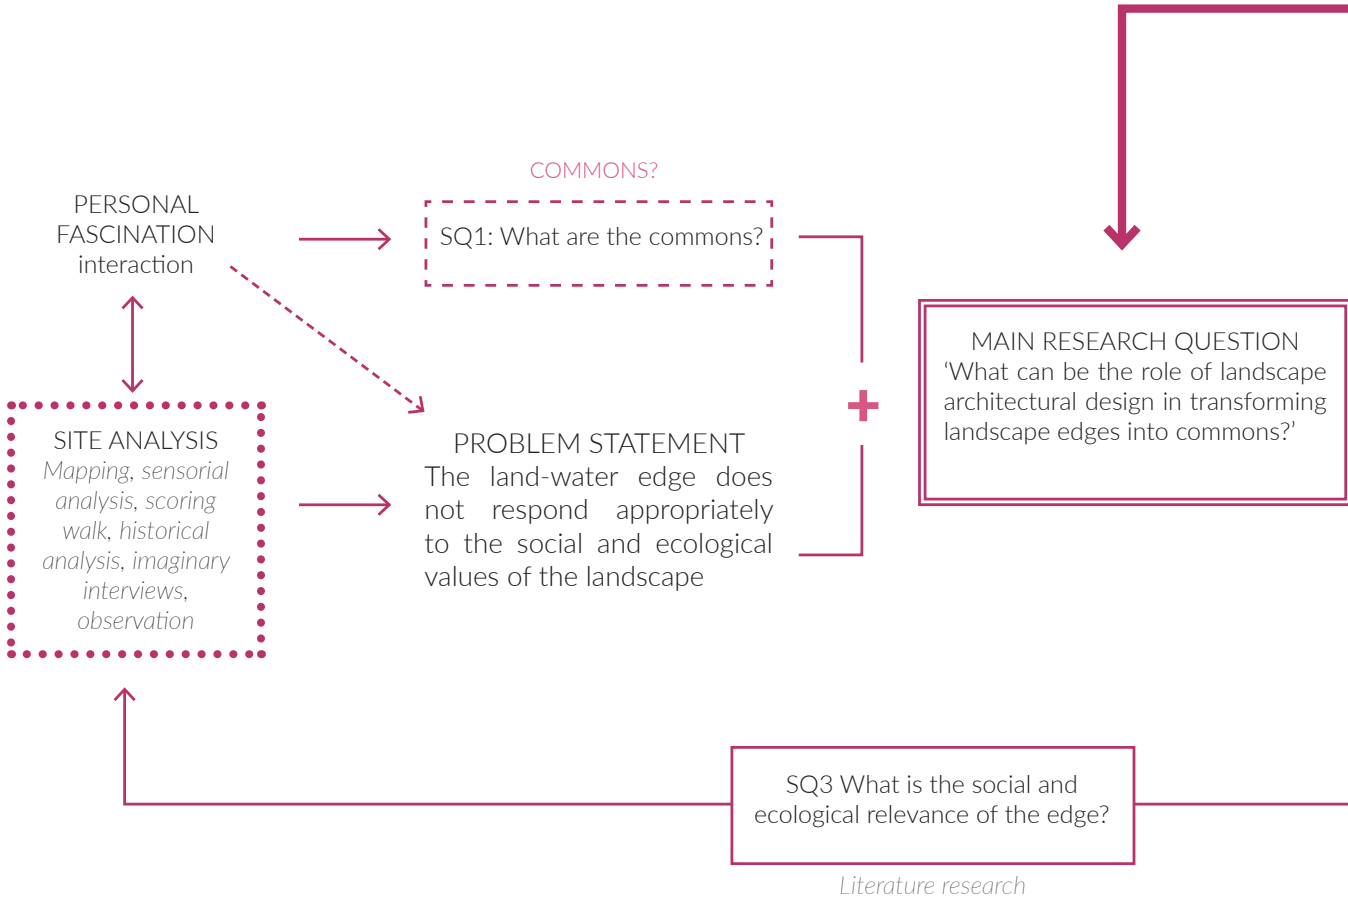 COMMONS?
PERSONAL
FASCINATION
interaction
SQ1: What are the commons?
MAIN RESEARCH QUESTION
‘What can be the role of landscape
architectural design in transforming
landscape edges into commons?’
SITE ANALYSIS
Mapping, sensorial
analysis, scoring
walk, historical
analysis, imaginary
interviews,
observation
PROBLEM STATEMENT
The land-water edge does
not respond appropriately
to the social and ecological
values of the landscape
+
SQ3 What is the social and
ecological relevance of the edge?
Literature research